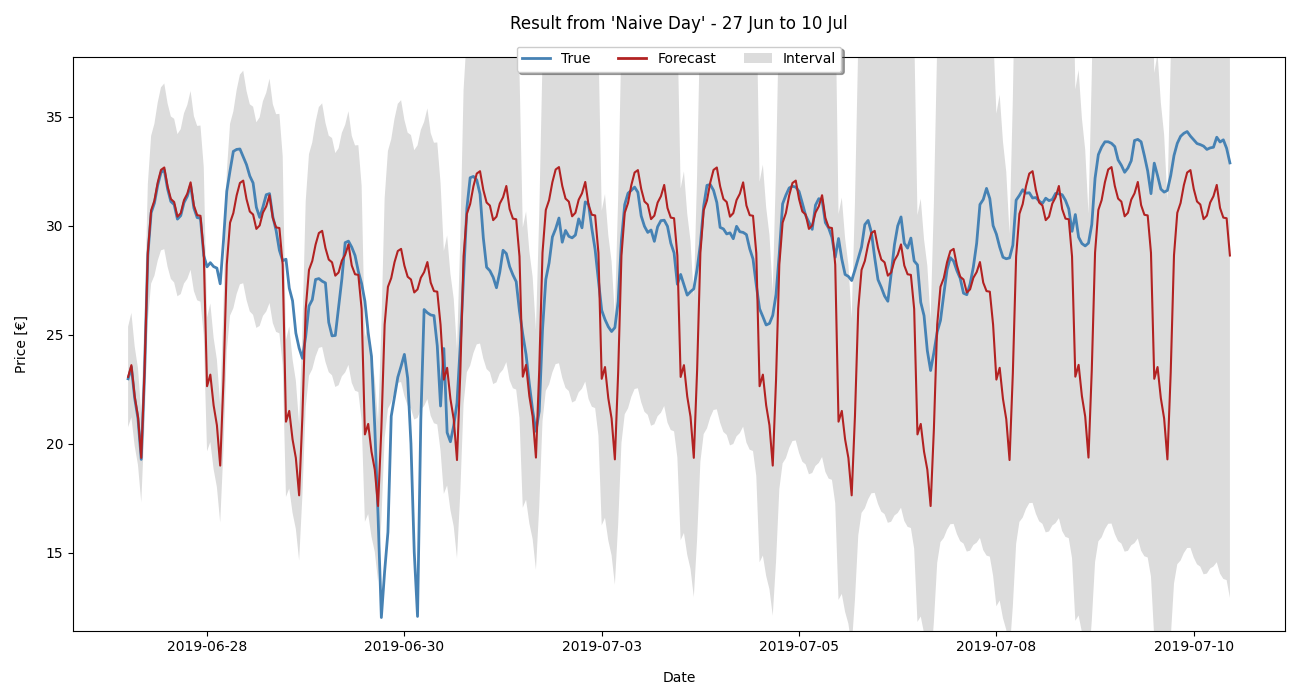 Result from 'Naive Day' - 27 Jun to 10 Jul
True Forecast Interval
Price [€]
35
30
25
20
15
2019-06-28 2019-06-30 2019-07-03 2019-07-05 2019-07-08 2019-07-10
Date